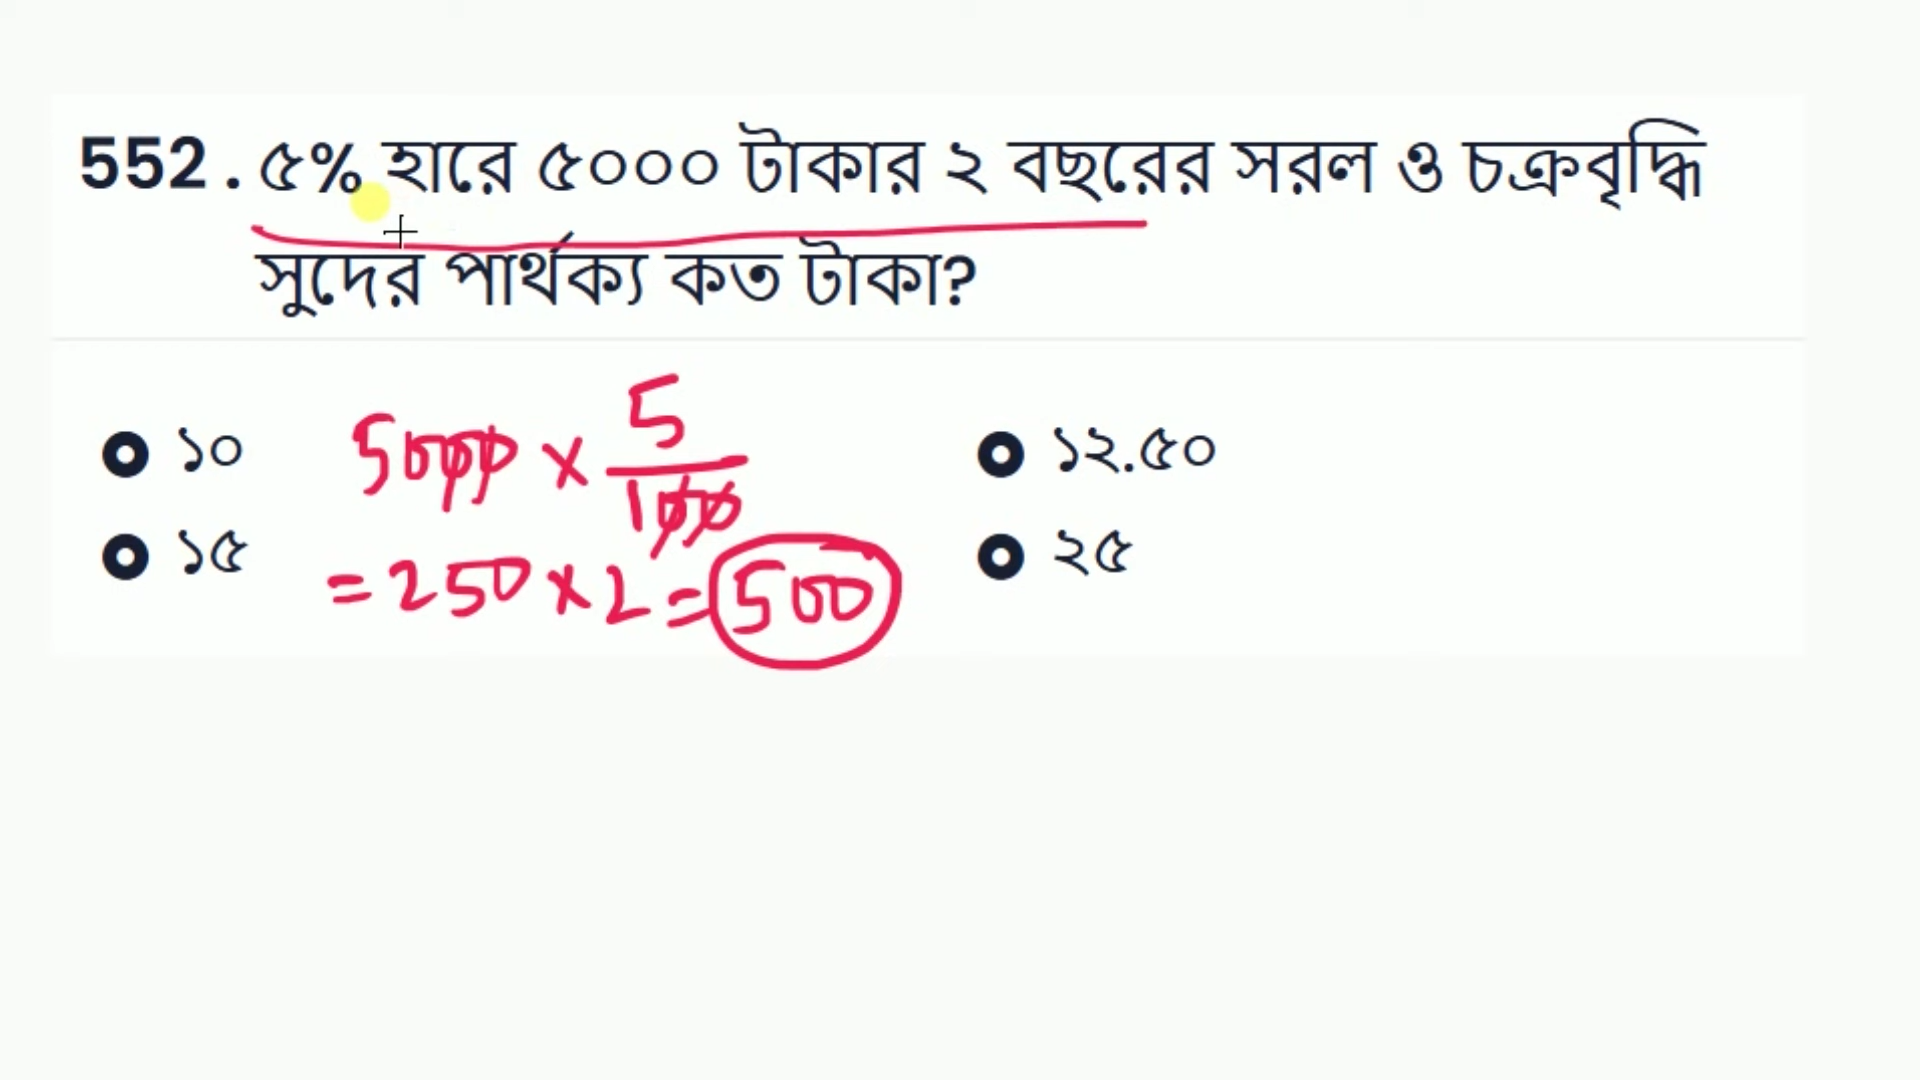 552 . ৫% হারে ৫০০০ টাকার ২ বছরের সরল ও চক্রবৃদ্ধি
সুদের পার্থক্য কত টাকা?
১০
১২.৫০
5000 × 5/100
১৫
২৫
= 250 × 2 = 500